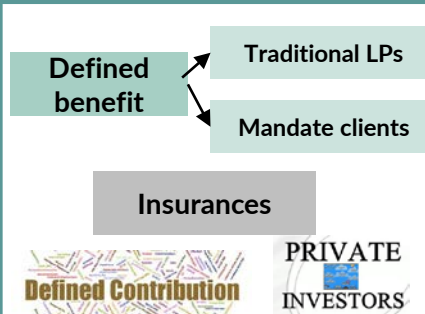 Traditional LPs
Defined
benefit
Mandate clients
Insurances
Defined Contribution
PRIVATE
INVESTORS